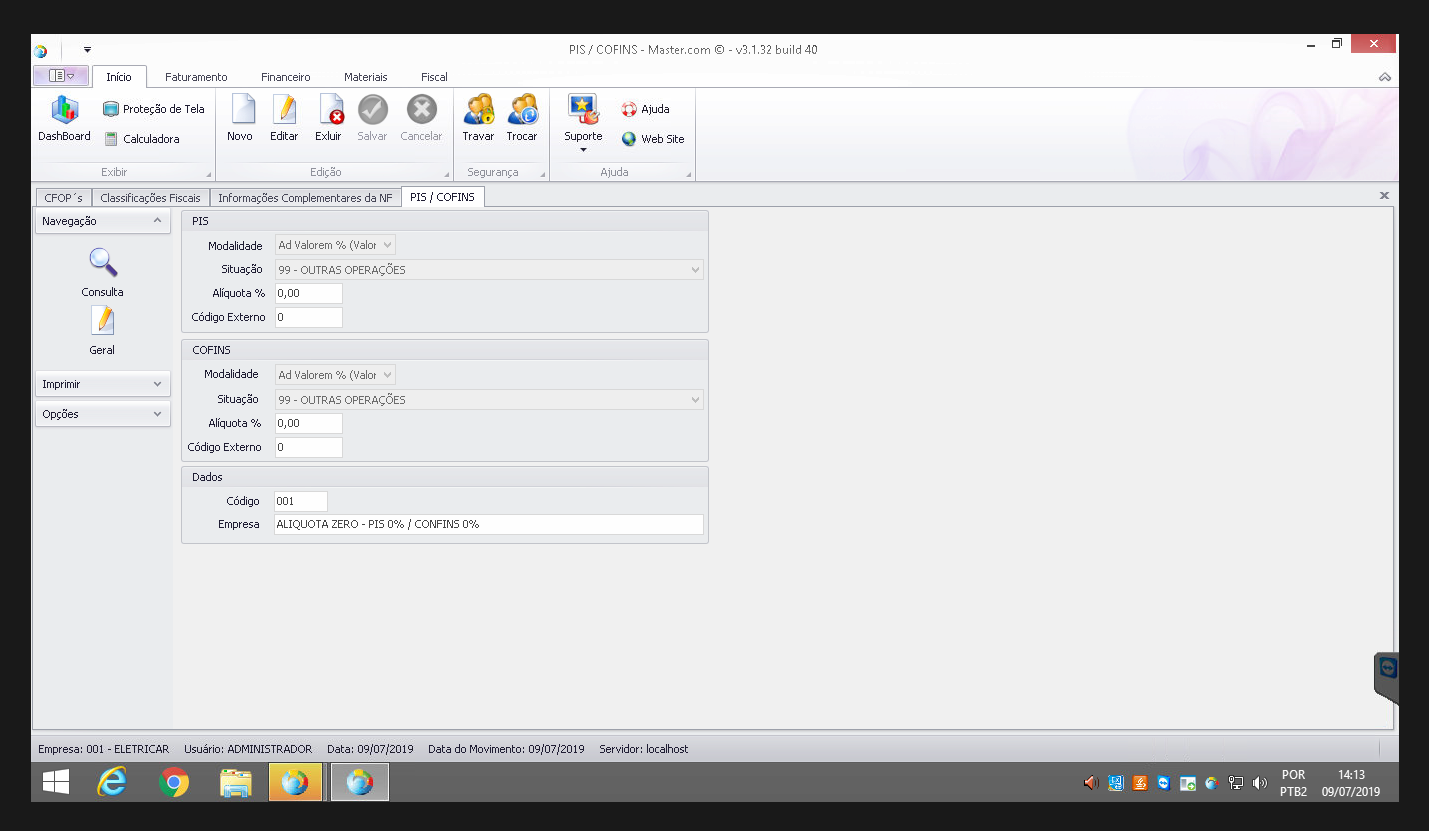 PIS / COFINS - Master.com © - v3.1.32 build 40
Início Faturamento Financeiro Materiais Fiscal
DashBoard Proteção de Tela Calculadora Novo Editar Exluir Salvar Cancelar Travar Trocar Suporte Ajuda Web Site
Exibir Edição Segurança Ajuda
CFOP´s Classificações Fiscais Informações Complementares da NF PIS / COFINS
Navegação
Consulta
Geral
Imprimir
Opções
PIS
Modalidade Ad Valorem % (Valor
Situação 99 - OUTRAS OPERAÇÕES
Alíquota % 0,00
Código Externo 0
COFINS
Modalidade Ad Valorem % (Valor
Situação 99 - OUTRAS OPERAÇÕES
Alíquota % 0,00
Código Externo 0
Dados
Código 001
Empresa ALIQUOTA ZERO - PIS 0% / CONFINS 0%
Empresa: 001 - ELETRICAR Usuário: ADMINISTRADOR Data: 09/07/2019 Data do Movimento: 09/07/2019 Servidor: localhost
POR 14:13
PTB2 09/07/2019